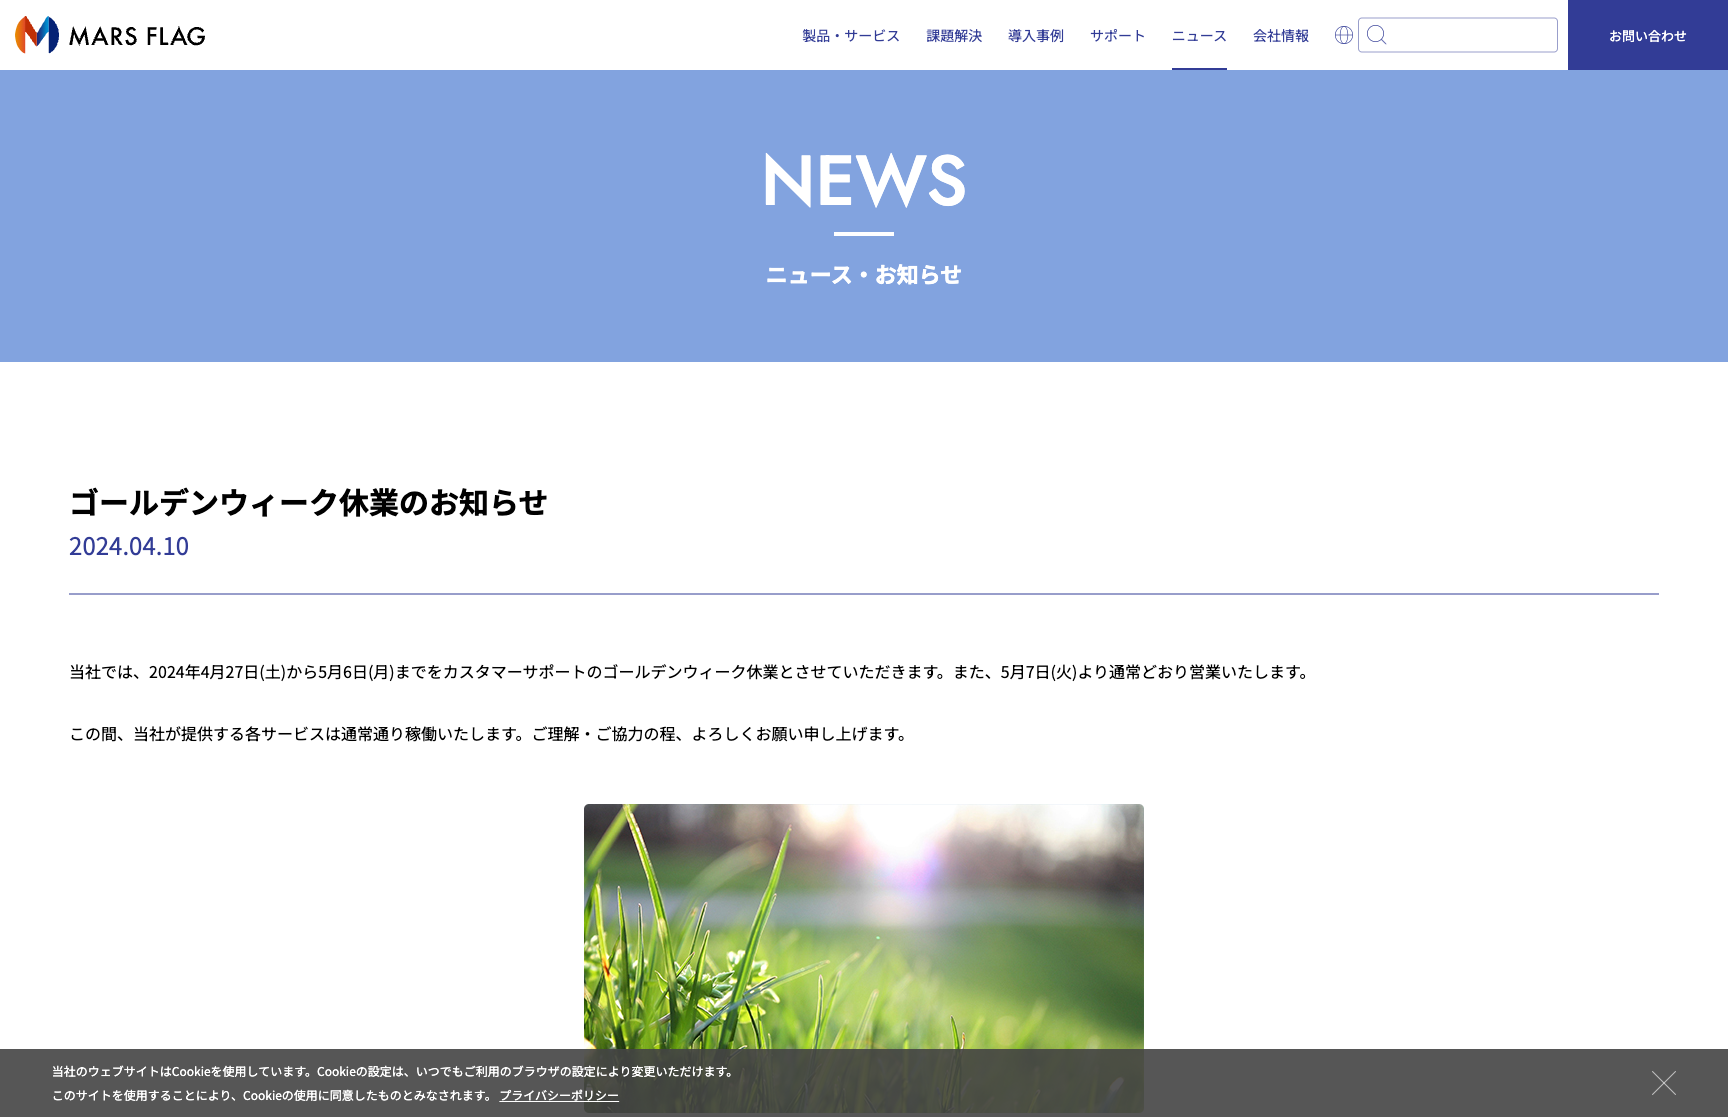 MARS FLAG
製品・サービス 課題解決 導入事例 サポート ニュース 会社情報 お問い合わせ
NEWS
ニュース・お知らせ
ゴールデンウィーク休業のお知らせ
2024.04.10
当社では、2024年4月27日(土)から5月6日(月)までをカスタマーサポートのゴールデンウィーク休業とさせていただきます。また、5月7日(火)より通常どおり営業いたします。
この間、当社が提供する各サービスは通常通り稼働いたします。ご理解・ご協力の程、よろしくお願い申し上げます。
当社のウェブサイトはCookieを使用しています。Cookieの設定は、いつでもご利用のブラウザの設定により変更いただけます。
このサイトを使用することにより、Cookieの使用に同意したものとみなされます。 プライバシーポリシー